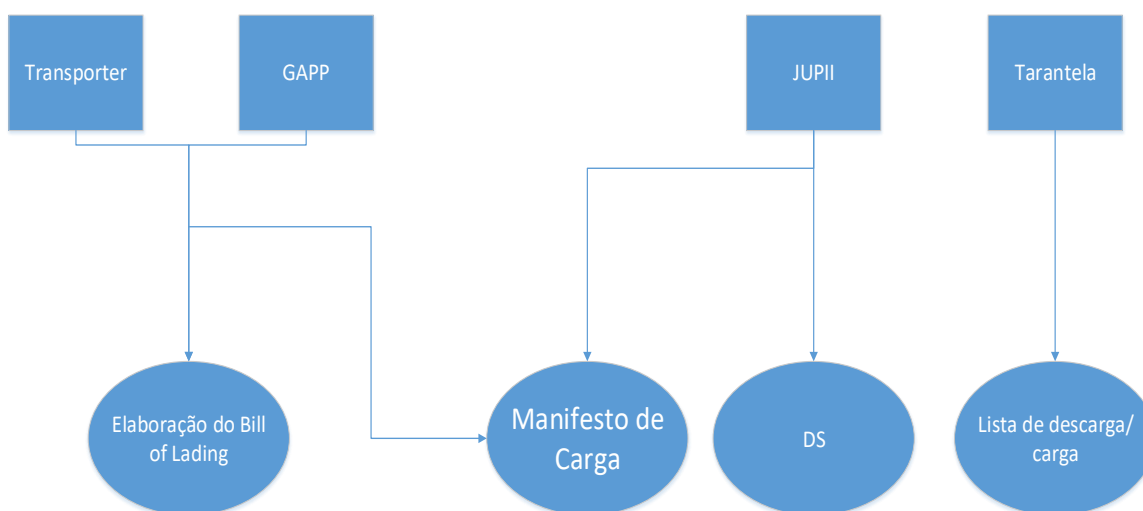 Transporter
GAPP
JUPII
Tarantela
Elaboração do Bill
of Lading
Manifesto de
Carga
DS
Lista de descarga/
carga